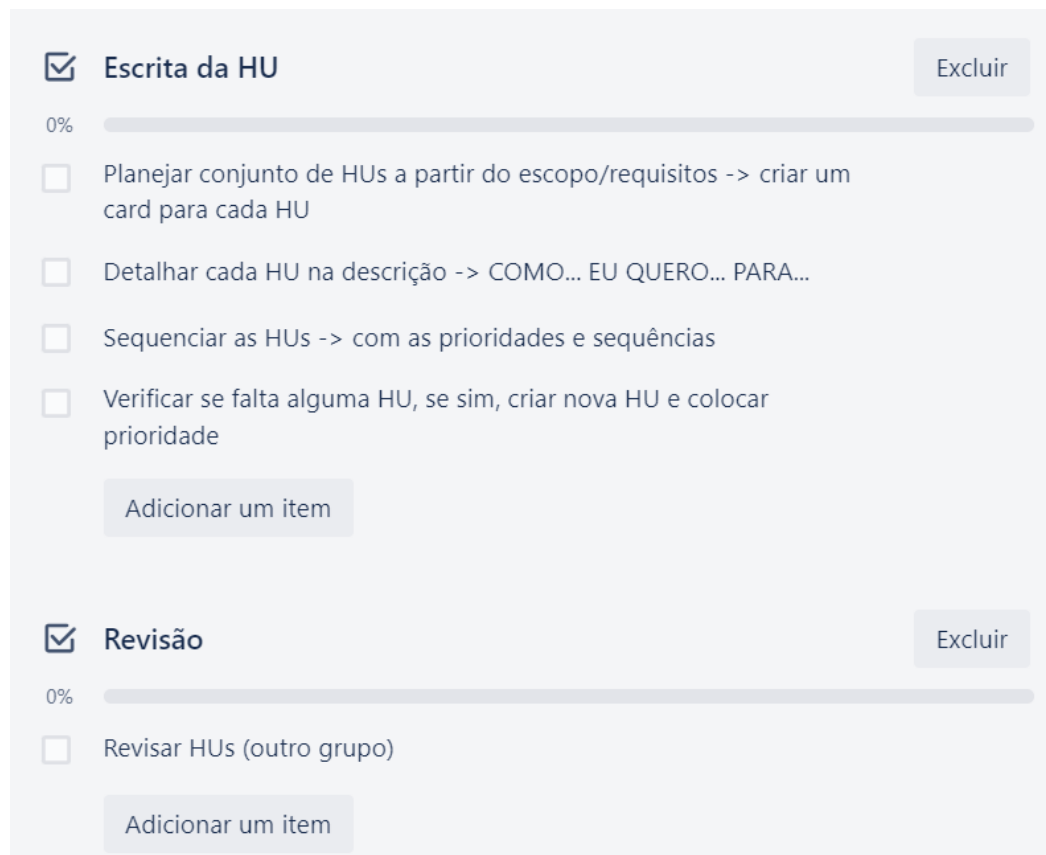 Escrita da HU
Excluir
0%
Planejar conjunto de HUs a partir do escopo/requisitos -> criar um
card para cada HU
Detalhar cada HU na descrição -> COMO... EU QUERO... PARA...
Sequenciar as HUs -> com as prioridades e sequências
Verificar se falta alguma HU, se sim, criar nova HU e colocar
prioridade
Adicionar um item
Revisão
Excluir
0%
Revisar HUs (outro grupo)
Adicionar um item